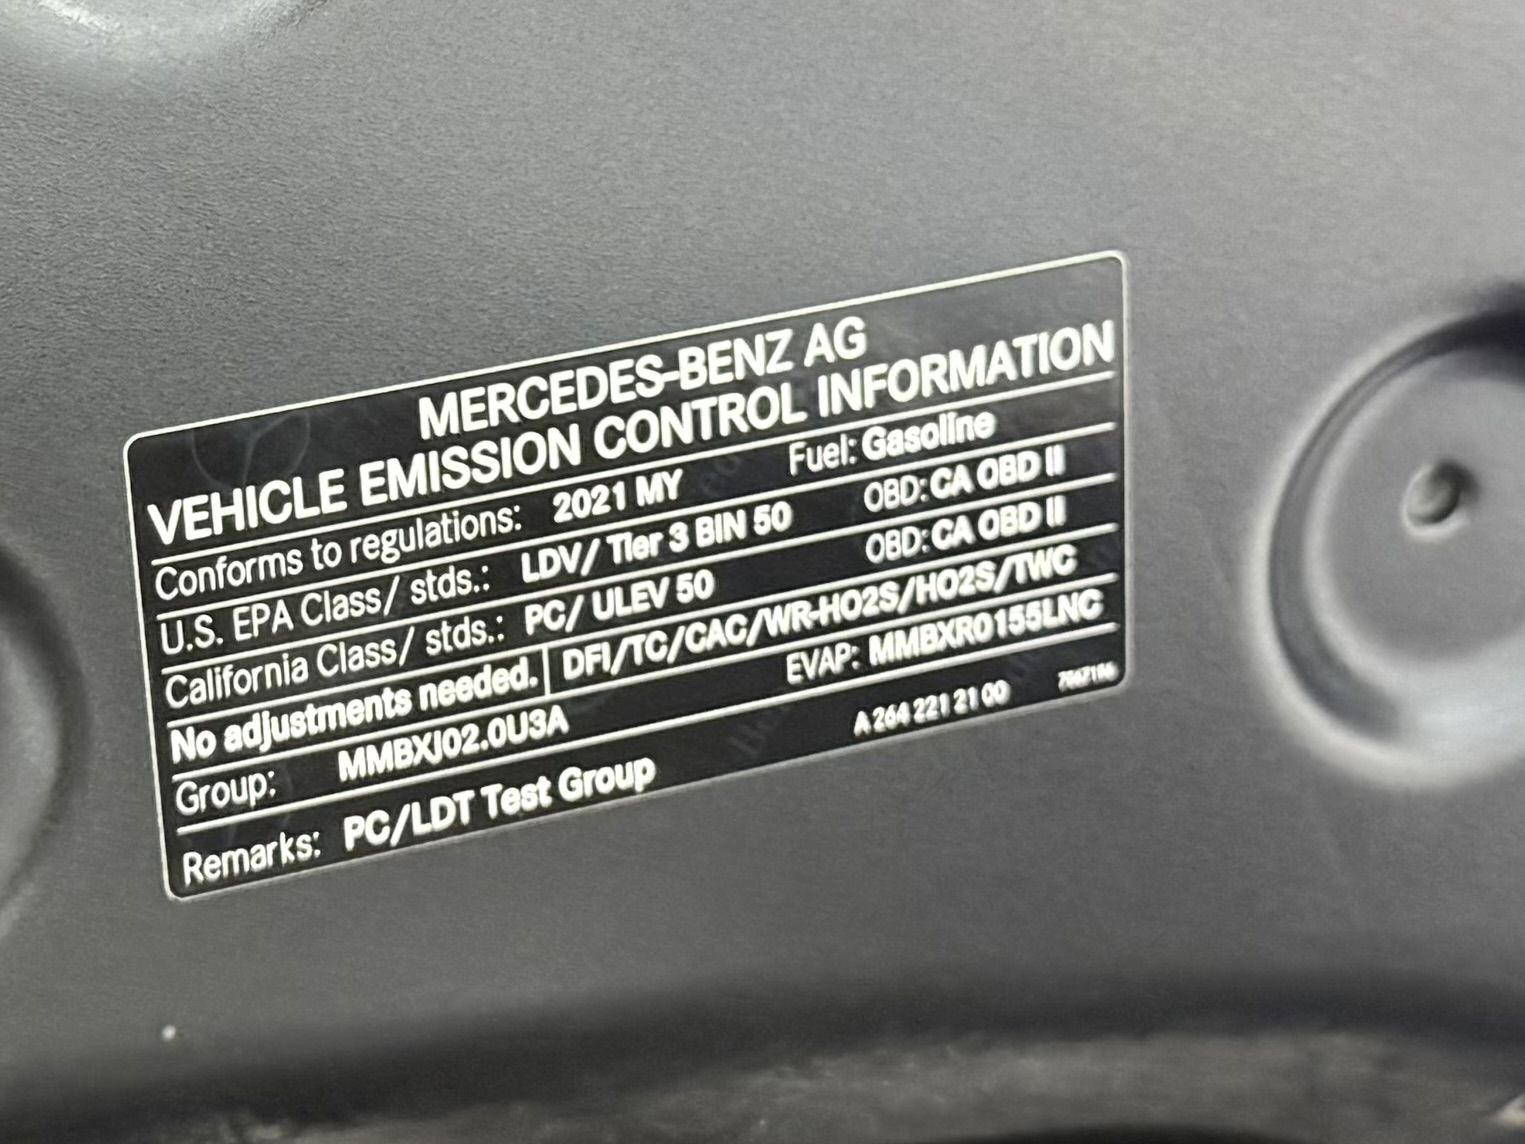 MERCEDES-BENZ AG
VEHICLE EMISSION CONTROL INFORMATION
Conforms to regulations: 2021 MY Fuel: Gasoline
U.S. EPA Class/ stds.: LDV/ Tier 3 BIN 50 OBD: CA OBD II
California Class/ stds.: PC/ ULEV 50 OBD: CA OBD II
No adjustments needed. DFI/TC/CAC/WR-HO2S/HO2S/TWC
Group: MMBXJ02.0U3A EVAP: MMBXR0155LNC
Remarks: PC/LDT Test Group A 264 221 21 00